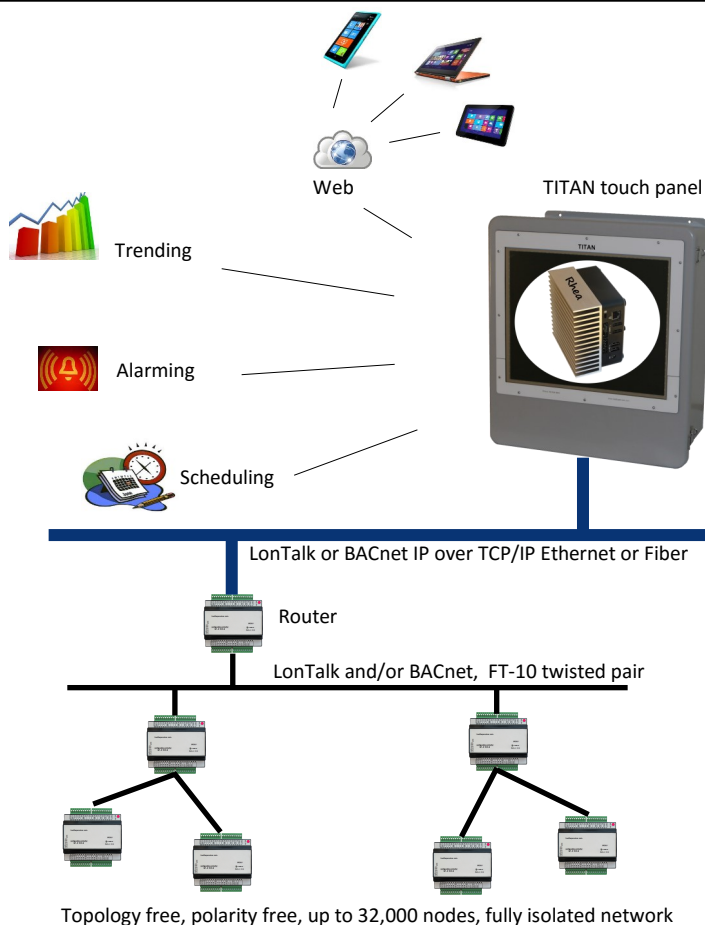 Web
TITAN touch panel
TITAN
Rhea
Trending
Alarming
Scheduling
LonTalk or BACnet IP over TCP/IP Ethernet or Fiber
Router
LonTalk and/or BACnet, FT-10 twisted pair
Topology free, polarity free, up to 32,000 nodes, fully isolated network